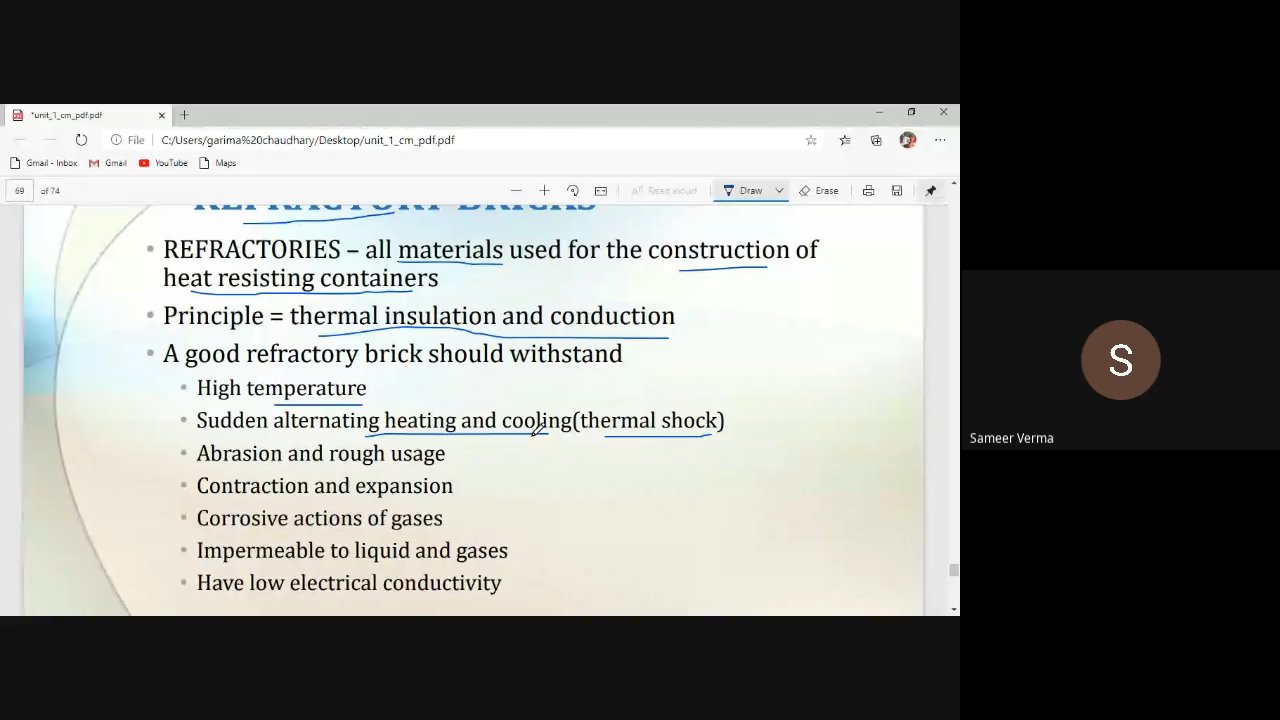 *unit_1_cm_pdf.pdf
File C:/Users/garima%20chaudhary/Desktop/unit_1_cm_pdf.pdf
Gmail - Inbox Gmail YouTube Maps
69 of 74 Read aloud Draw Erase
REFRACTORY BRICKS
• REFRACTORIES – all materials used for the construction of
heat resisting containers
• Principle = thermal insulation and conduction
• A good refractory brick should withstand
• High temperature
• Sudden alternating heating and cooling(thermal shock)
• Abrasion and rough usage
• Contraction and expansion
• Corrosive actions of gases
• Impermeable to liquid and gases
• Have low electrical conductivity
S
Sameer Verma